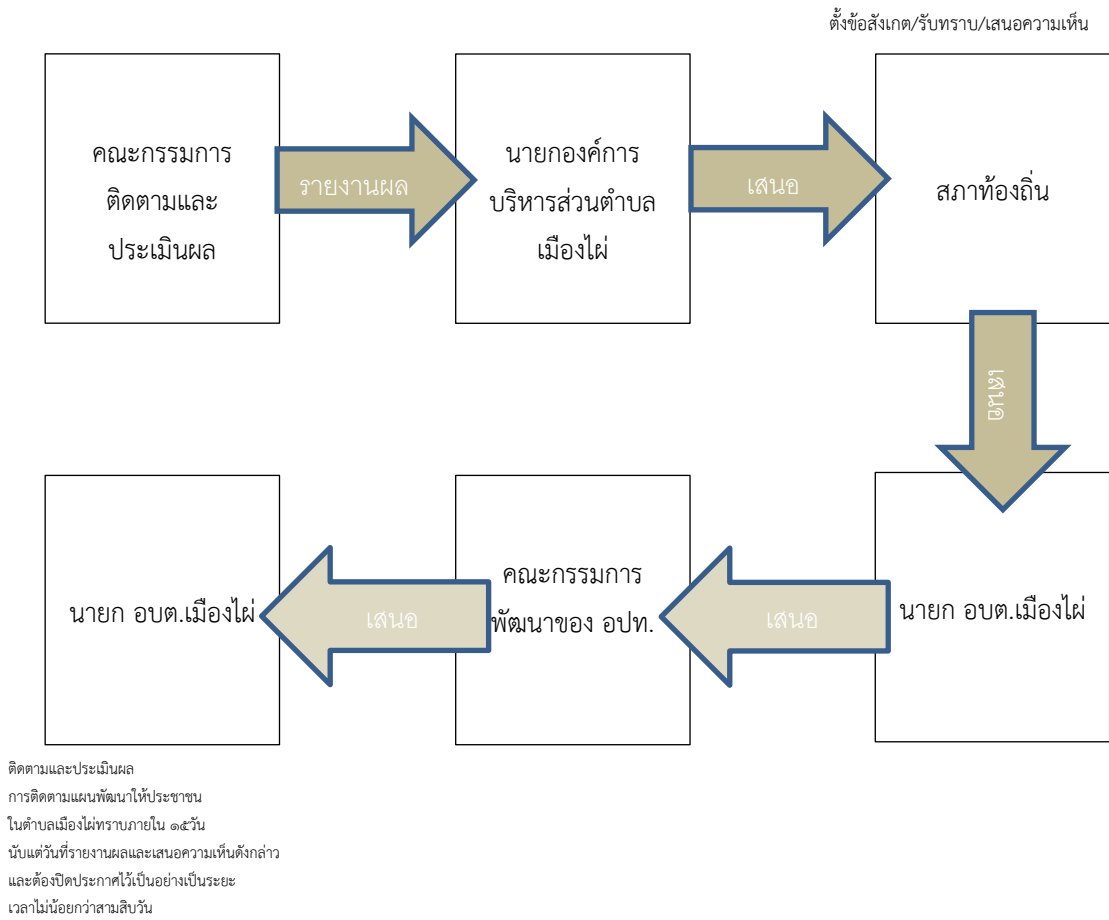 ตั้งข้อสังเกต/รับทราบ/เสนอความเห็น
คณะกรรมการ
ติดตามและ
ประเมินผล
รายงานผล
นายกองค์การ
บริหารส่วนตำบล
เมืองไผ่
เสนอ
สภาท้องถิ่น
เสนอ
นายก อบต.เมืองไผ่
เสนอ
คณะกรรมการ
พัฒนาของ อปท.
เสนอ
นายก อบต.เมืองไผ่
ติดตามและประเมินผล
การติดตามแผนพัฒนาให้ประชาชน
ในตำบลเมืองไผ่ทราบภายใน ๑๕วัน
นับแต่วันที่รายงานผลและเสนอความเห็นดังกล่าว
และต้องปิดประกาศไว้เป็นอย่างเป็นระยะ
เวลาไม่น้อยกว่าสามสิบวัน